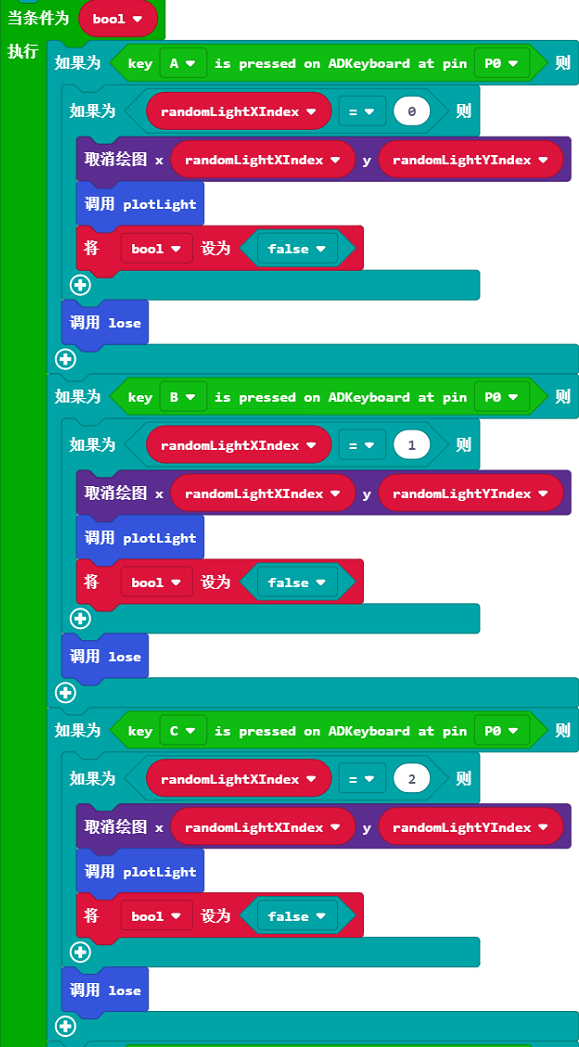 当条件为 bool
执行
如果为 key A is pressed on ADKeyboard at pin P0 则
如果为 randomLightXIndex = 0 则
取消绘图 x randomLightXIndex y randomLightYIndex
调用 plotLight
将 bool 设为 false
调用 lose
如果为 key B is pressed on ADKeyboard at pin P0 则
如果为 randomLightXIndex = 1 则
取消绘图 x randomLightXIndex y randomLightYIndex
调用 plotLight
将 bool 设为 false
调用 lose
如果为 key C is pressed on ADKeyboard at pin P0 则
如果为 randomLightXIndex = 2 则
取消绘图 x randomLightXIndex y randomLightYIndex
调用 plotLight
将 bool 设为 false
调用 lose